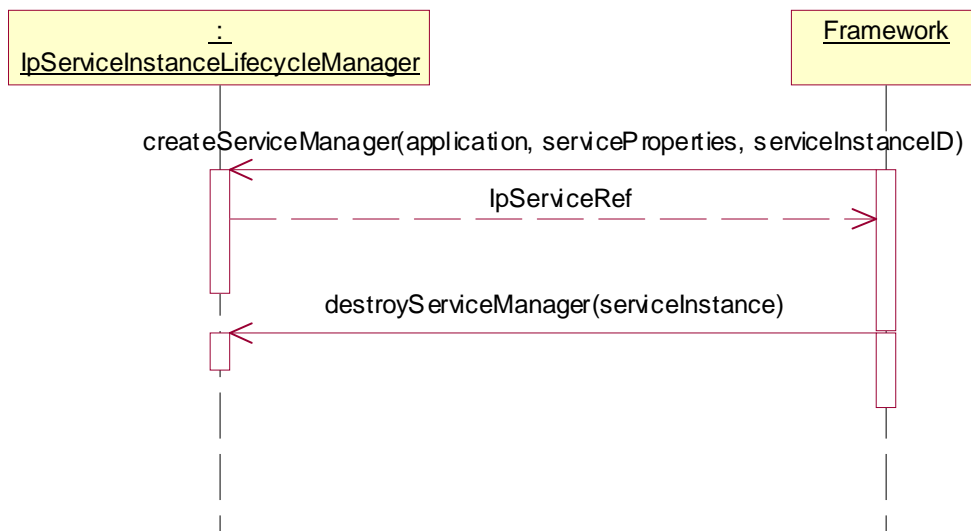 :
IpServiceInstanceLifecycleManager
Framework
createServiceManager(application, serviceProperties, serviceInstanceID)
IpServiceRef
destroyServiceManager(serviceInstance)